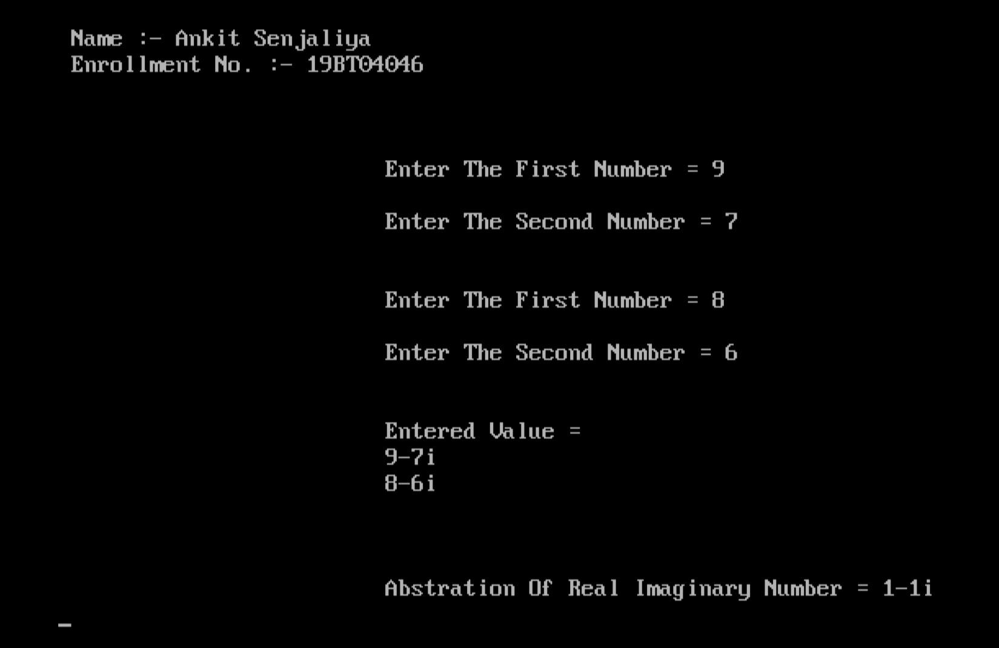 Name :- Ankit Senjaliya
Enrollment No. :- 19BT04046
Enter The First Number = 9
Enter The Second Number = 7
Enter The First Number = 8
Enter The Second Number = 6
Entered Value =
9-7i
8-6i
Abstration Of Real Imaginary Number = 1-1i